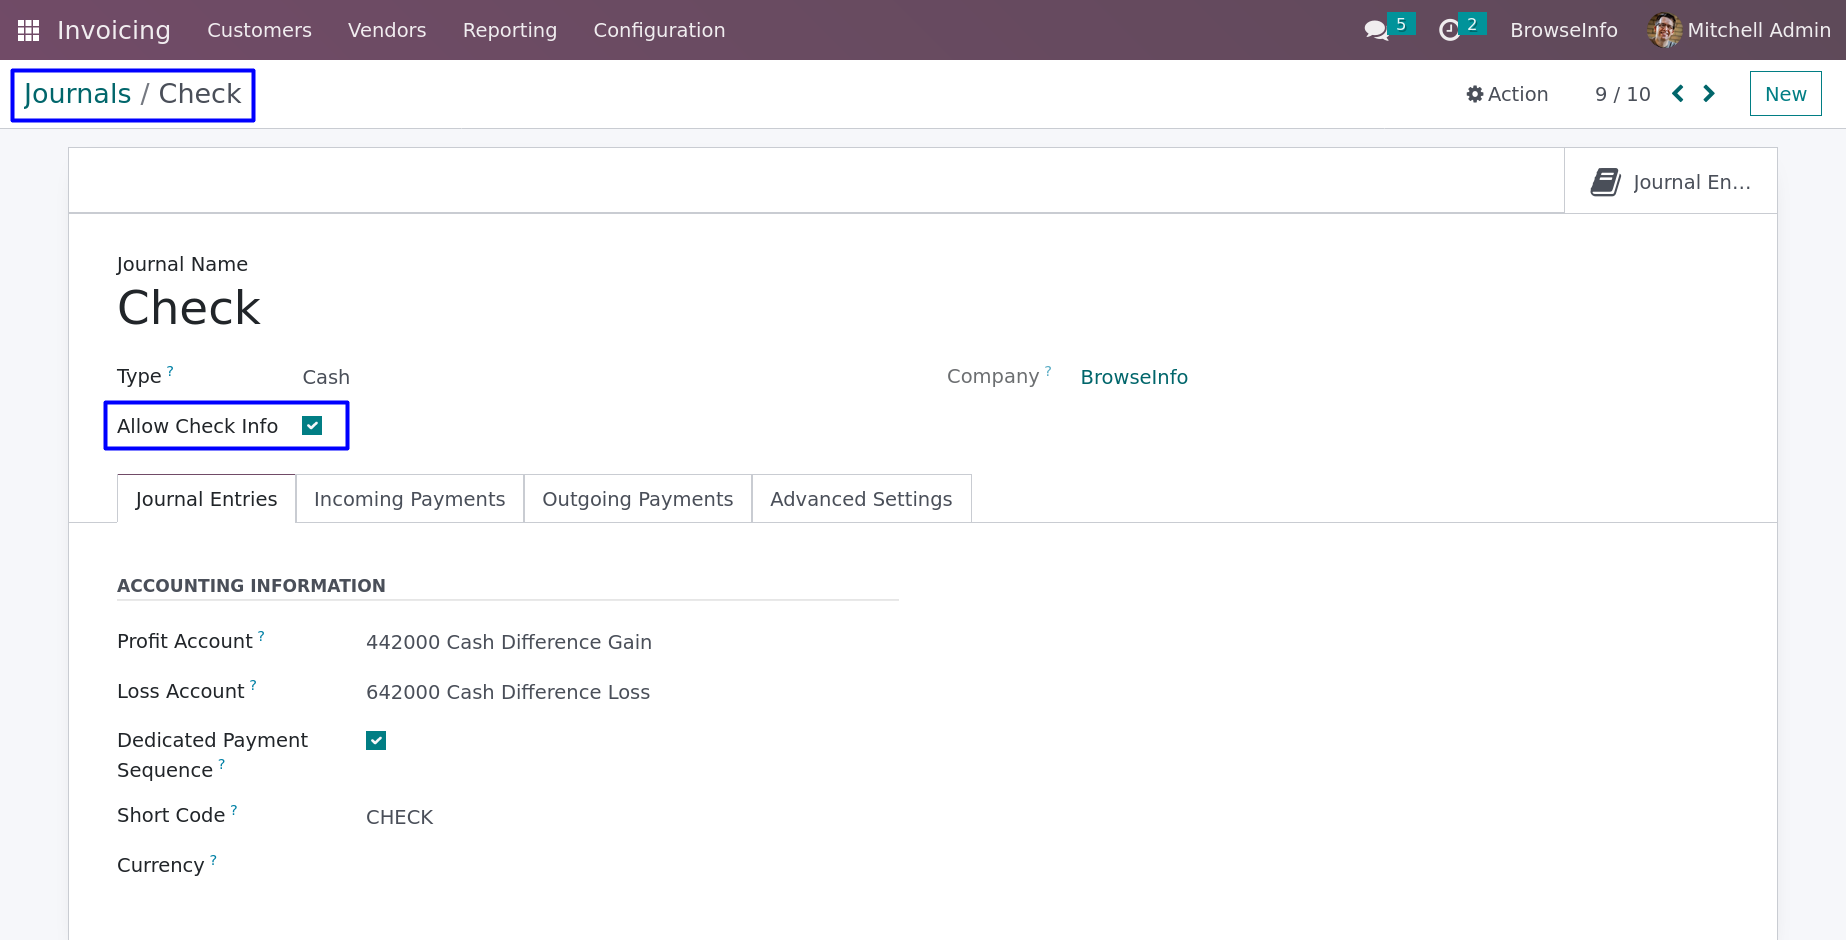 Invoicing Customers Vendors Reporting Configuration 5 2 BrowseInfo Mitchell Admin
Journals / Check Action 9 / 10 New
Journal En...
Journal Name
Check
Type ? Cash Company ? BrowseInfo
Allow Check Info
Journal Entries Incoming Payments Outgoing Payments Advanced Settings
ACCOUNTING INFORMATION
Profit Account ? 442000 Cash Difference Gain
Loss Account ? 642000 Cash Difference Loss
Dedicated Payment
Sequence ?
Short Code ? CHECK
Currency ?